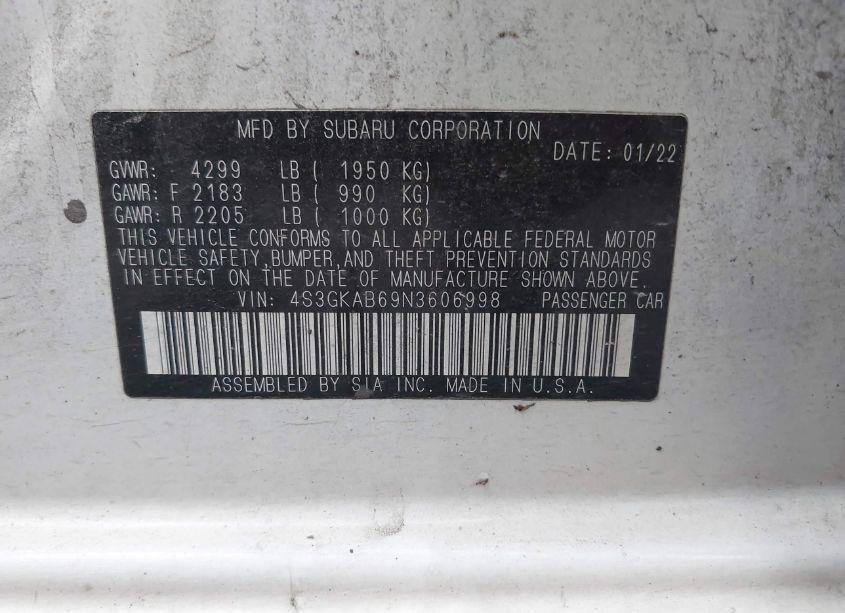 MFD BY SUBARU CORPORATION
DATE: 01/22
GVWR: 4299 LB ( 1950 KG)
GAWR: F 2183 LB ( 990 KG)
GAWR: R 2205 LB ( 1000 KG)
THIS VEHICLE CONFORMS TO ALL APPLICABLE FEDERAL MOTOR
VEHICLE SAFETY, BUMPER, AND THEFT PREVENTION STANDARDS
IN EFFECT ON THE DATE OF MANUFACTURE SHOWN ABOVE.
VIN: 4S3GKAB69N3606998 PASSENGER CAR
ASSEMBLED BY SIA INC. MADE IN U.S.A.